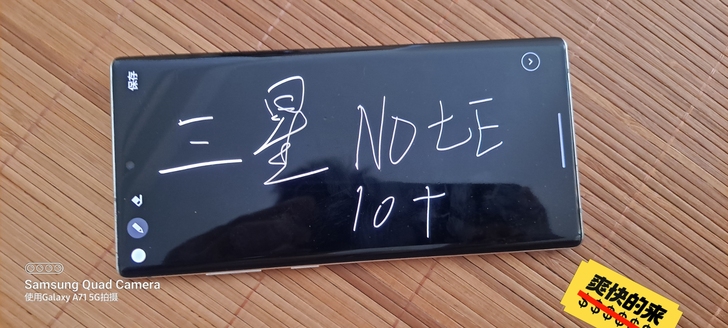 保存
三星 NOTE
10+
Samsung Quad Camera
使用Galaxy A71 5G拍摄
爽快的来
$$$$$